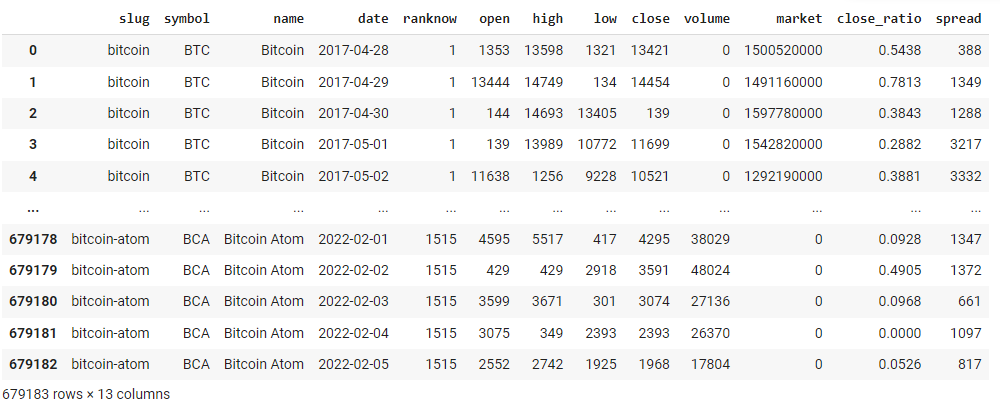 slug symbol name date ranknow open high low close volume market close_ratio spread
0 bitcoin BTC Bitcoin 2017-04-28 1 1353 13598 1321 13421 0 1500520000 0.5438 388
1 bitcoin BTC Bitcoin 2017-04-29 1 13444 14749 134 14454 0 1491160000 0.7813 1349
2 bitcoin BTC Bitcoin 2017-04-30 1 144 14693 13405 139 0 1597780000 0.3843 1288
3 bitcoin BTC Bitcoin 2017-05-01 1 139 13989 10772 11699 0 1542820000 0.2882 3217
4 bitcoin BTC Bitcoin 2017-05-02 1 11638 1256 9228 10521 0 1292190000 0.3881 3332
... ... ... ... ... ... ... ... ... ... ... ... ... ...
679178 bitcoin-atom BCA Bitcoin Atom 2022-02-01 1515 4595 5517 417 4295 38029 0 0.0928 1347
679179 bitcoin-atom BCA Bitcoin Atom 2022-02-02 1515 429 429 2918 3591 48024 0 0.4905 1372
679180 bitcoin-atom BCA Bitcoin Atom 2022-02-03 1515 3599 3671 301 3074 27136 0 0.0968 661
679181 bitcoin-atom BCA Bitcoin Atom 2022-02-04 1515 3075 349 2393 2393 26370 0 0.0000 1097
679182 bitcoin-atom BCA Bitcoin Atom 2022-02-05 1515 2552 2742 1925 1968 17804 0 0.0526 817
679183 rows × 13 columns